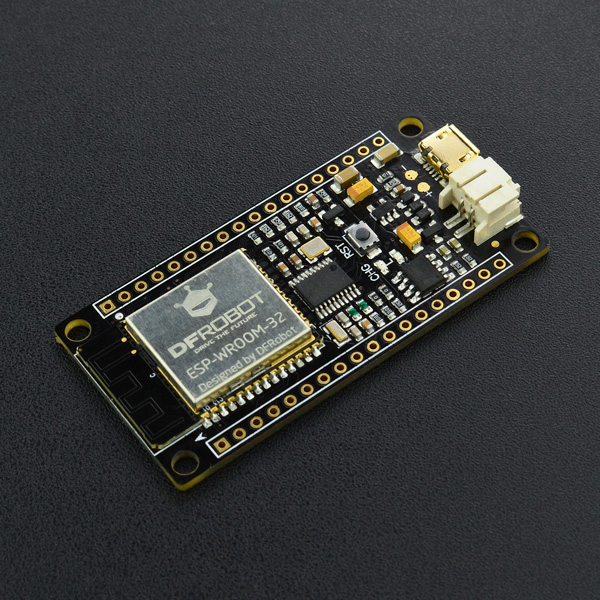 DFROBOT
DRIVE THE FUTURE
ESP-WROOM-32
Designed by DFRobot
RST
CHG
+
-